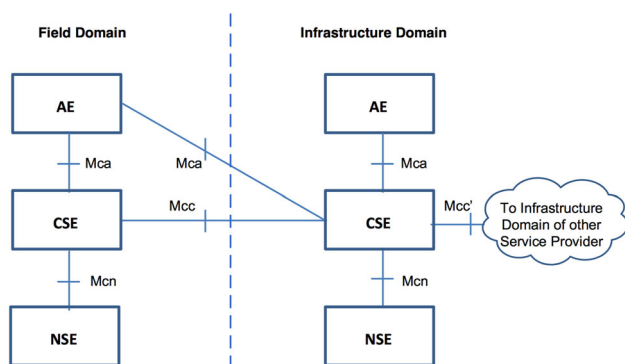 Field Domain
Infrastructure Domain
AE
AE
Mca
Mca
Mca
Mcc
Mcc'
CSE
CSE
To Infrastructure
Domain of other
Service Provider
Mcn
Mcn
NSE
NSE